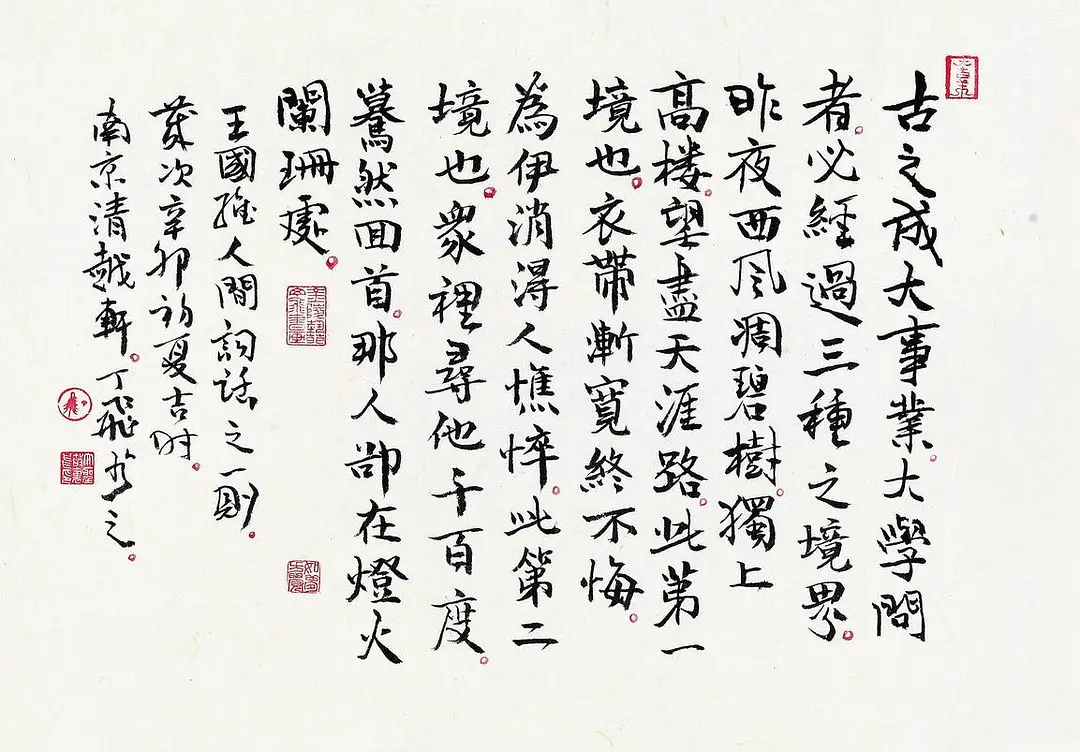 古之成大事業大學問
者必經過三種之境界
昨夜西风凋碧樹獨上
高楼望盡天涯路此第一
境也衣帶漸寬終不悔
為伊消得人憔悴此第二
境也衆裡尋他千百度
驀然回首那人卻在燈火
闌珊處
王國維人間詞話之一則
歲次辛卯初夏吉时
南京清越軒丁飛書之